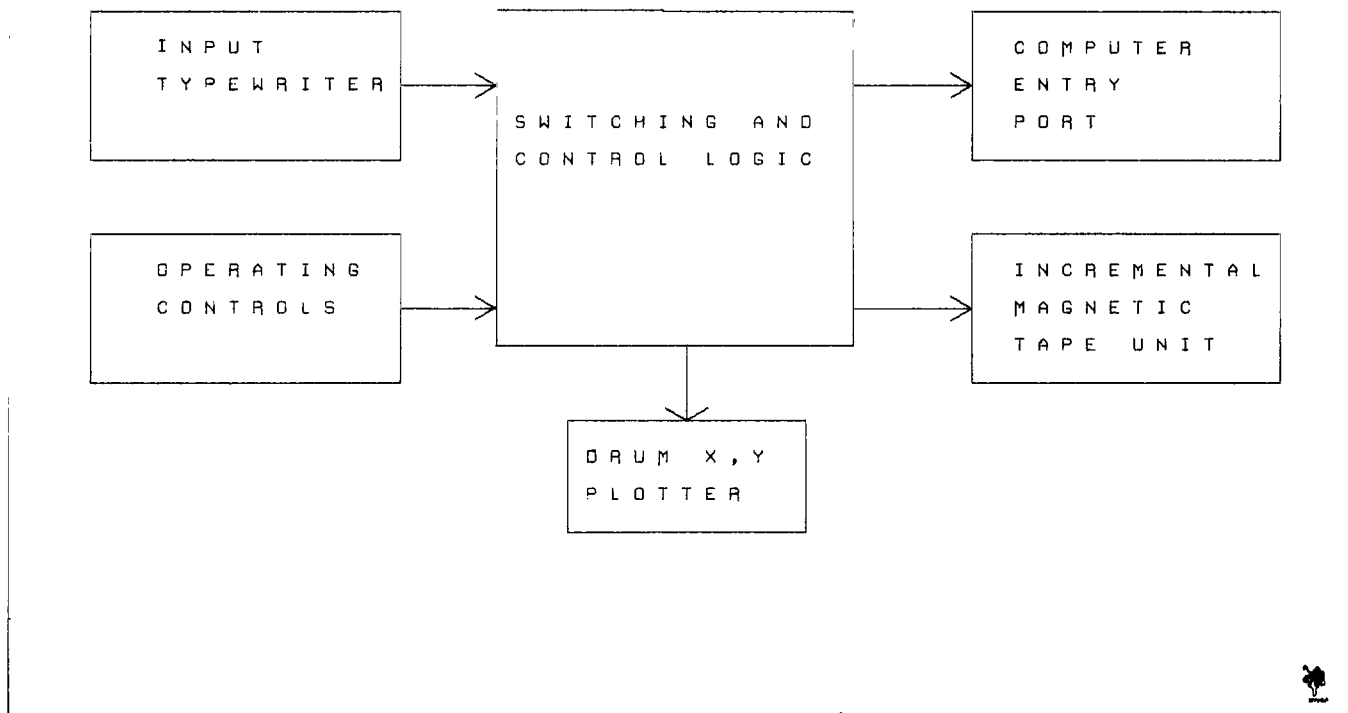 INPUT
TYPEWRITER
SWITCHING AND
CONTROL LOGIC
COMPUTER
ENTRY
PORT
OPERATING
CONTROLS
INCREMENTAL
MAGNETIC
TAPE UNIT
DRUM X,Y
PLOTTER